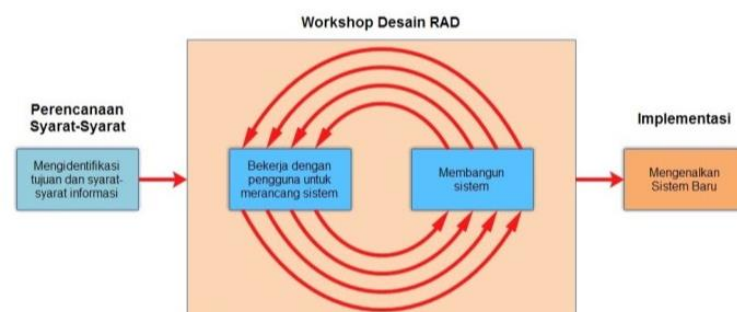 Workshop Desain RAD
Perencanaan
Syarat-Syarat
Mengidentifikasi
tujuan dan syarat-
syarat informasi
Bekerja dengan
pengguna untuk
merancang sistem
Membangun
sistem
Implementasi
Mengenalkan
Sistem Baru